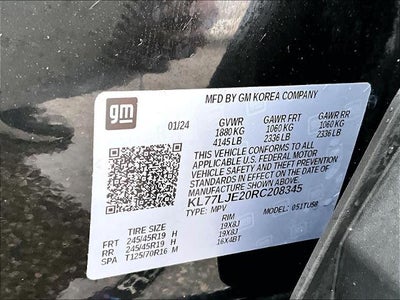 gm
MFD BY GM KOREA COMPANY
01/24 GVWR GAWR FRT GAWR RR
1880 KG 1060 KG 1060 KG
4145 LB 2336 LB 2336 LB
THIS VEHICLE CONFORMS TO ALL
APPLICABLE U.S. FEDERAL MOTOR
VEHICLE SAFETY AND THEFT PREVENTION
STANDARDS IN EFFECT ON THE DATE OF
MANUFACTURE SHOWN ABOVE.
KL77LJE20RC208345
TYPE: MPV MODEL: 051TU58
TIRE SIZE RIM
FRT 245/45R19 H 19X8J
RR 245/45R19 H 19X8J
SPA T125/70R16 M 16X4BT